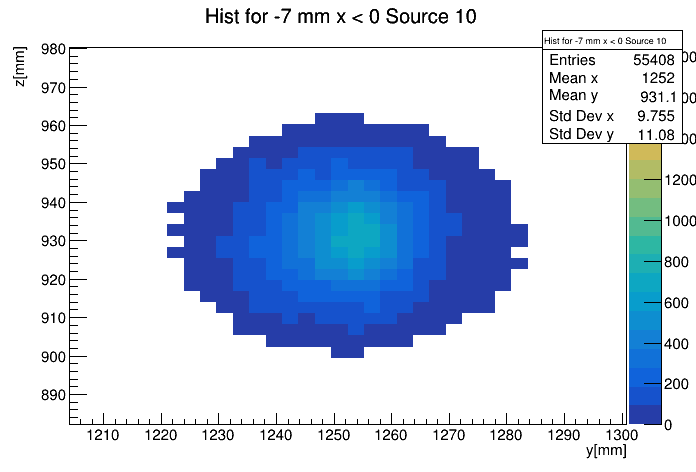 Hist for -7 mm x < 0 Source 10
z[mm]
980
970
960
950
940
930
920
910
900
890
1210 1220 1230 1240 1250 1260 1270 1280 1290 1300
y[mm]
Hist for -7 mm x < 0 Source 10
Entries 55408
Mean x 1252
Mean y 931.1
Std Dev x 9.755
Std Dev y 11.08
1200
1000
800
600
400
200
0